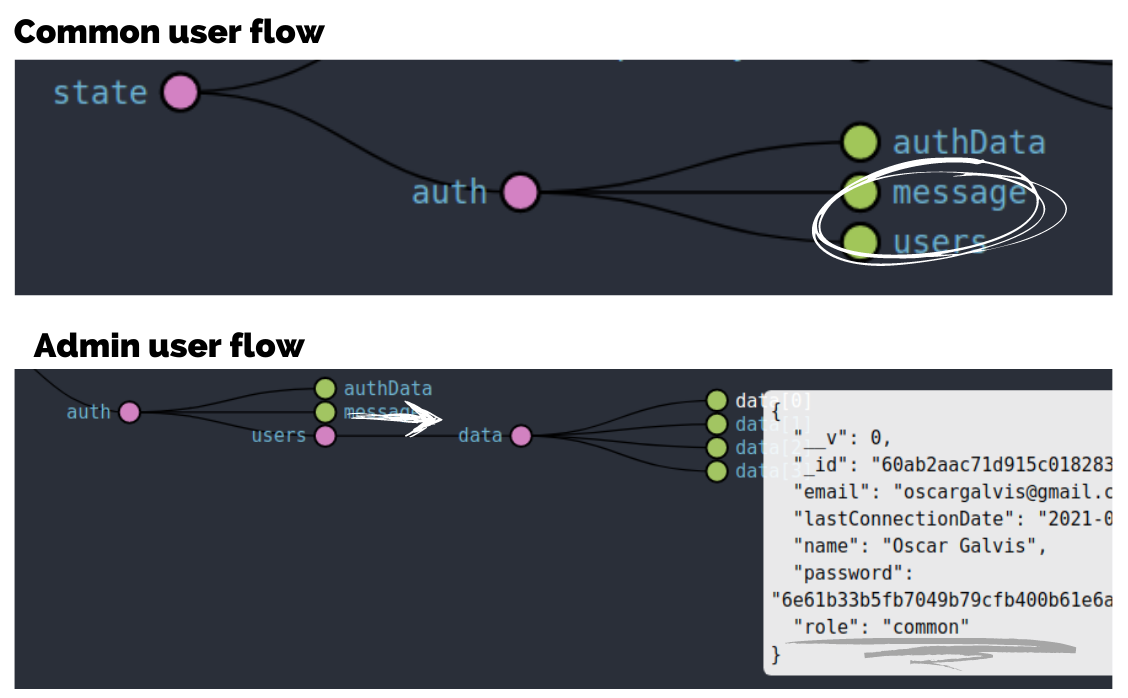 Common user flow
state
authData
auth
message
users
Admin user flow
authData
auth
message
users
data
data[0]
data[1]
data[2]
data[3]
{
"__v": 0,
"_id": "60ab2aac71d915c018283
"email": "oscargalvis@gmail.c
"lastConnectionDate": "2021-0
"name": "Oscar Galvis",
"password":
"6e61b33b5fb7049b79cfb400b61e6a
"role": "common"
}